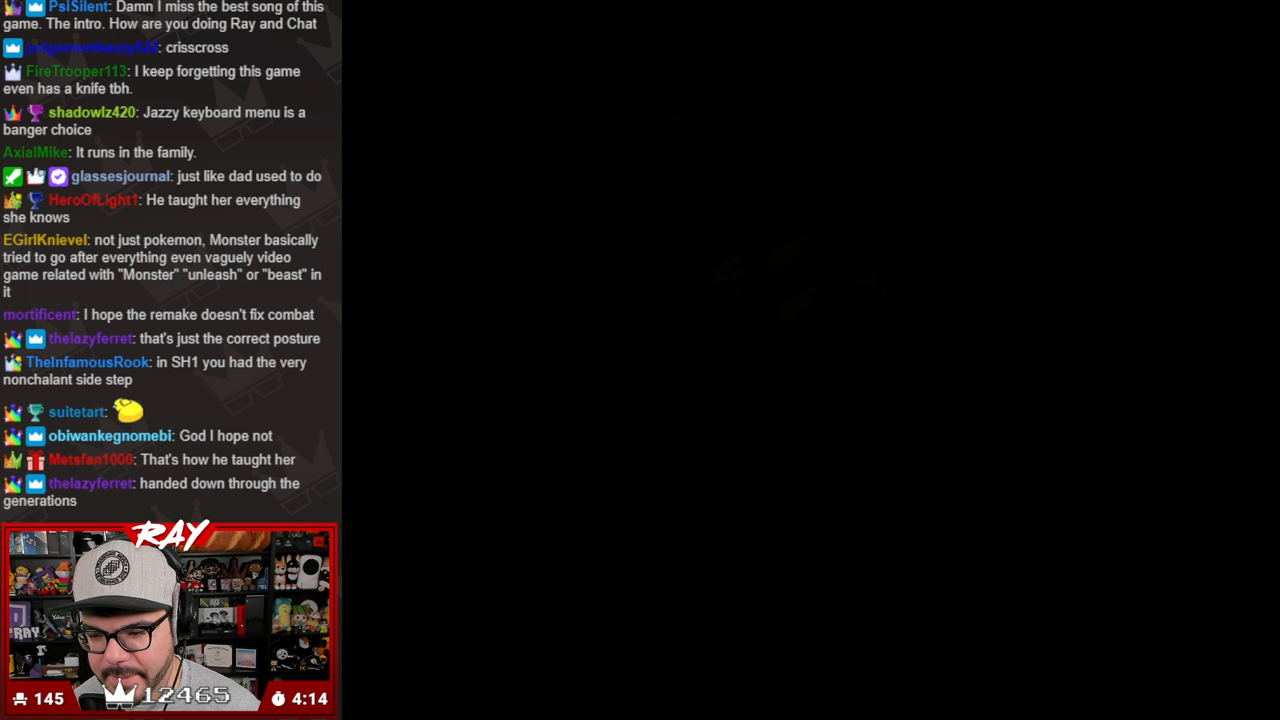 PsiSilent: Damn I miss the best song of this
game. The intro. How are you doing Ray and Chat
judgementkazzy823: crisscross
FireTrooper113: I keep forgetting this game
even has a knife tbh.
shadowlz420: Jazzy keyboard menu is a
banger choice
AxialMike: It runs in the family.
glassesjournal: just like dad used to do
HeroOfLight1: He taught her everything
she knows
EGirlKnievel: not just pokemon, Monster basically
tried to go after everything even vaguely video
game related with "Monster" "unleash" or "beast" in
it
mortificent: I hope the remake doesn't fix combat
thelazyferret: that's just the correct posture
TheInfamousRook: in SH1 you had the very
nonchalant side step
suitetart:
obiwankegnomebi: God I hope not
Metsfan1000: That's how he taught her
thelazyferret: handed down through the
generations
RAY
145
12465
4:14